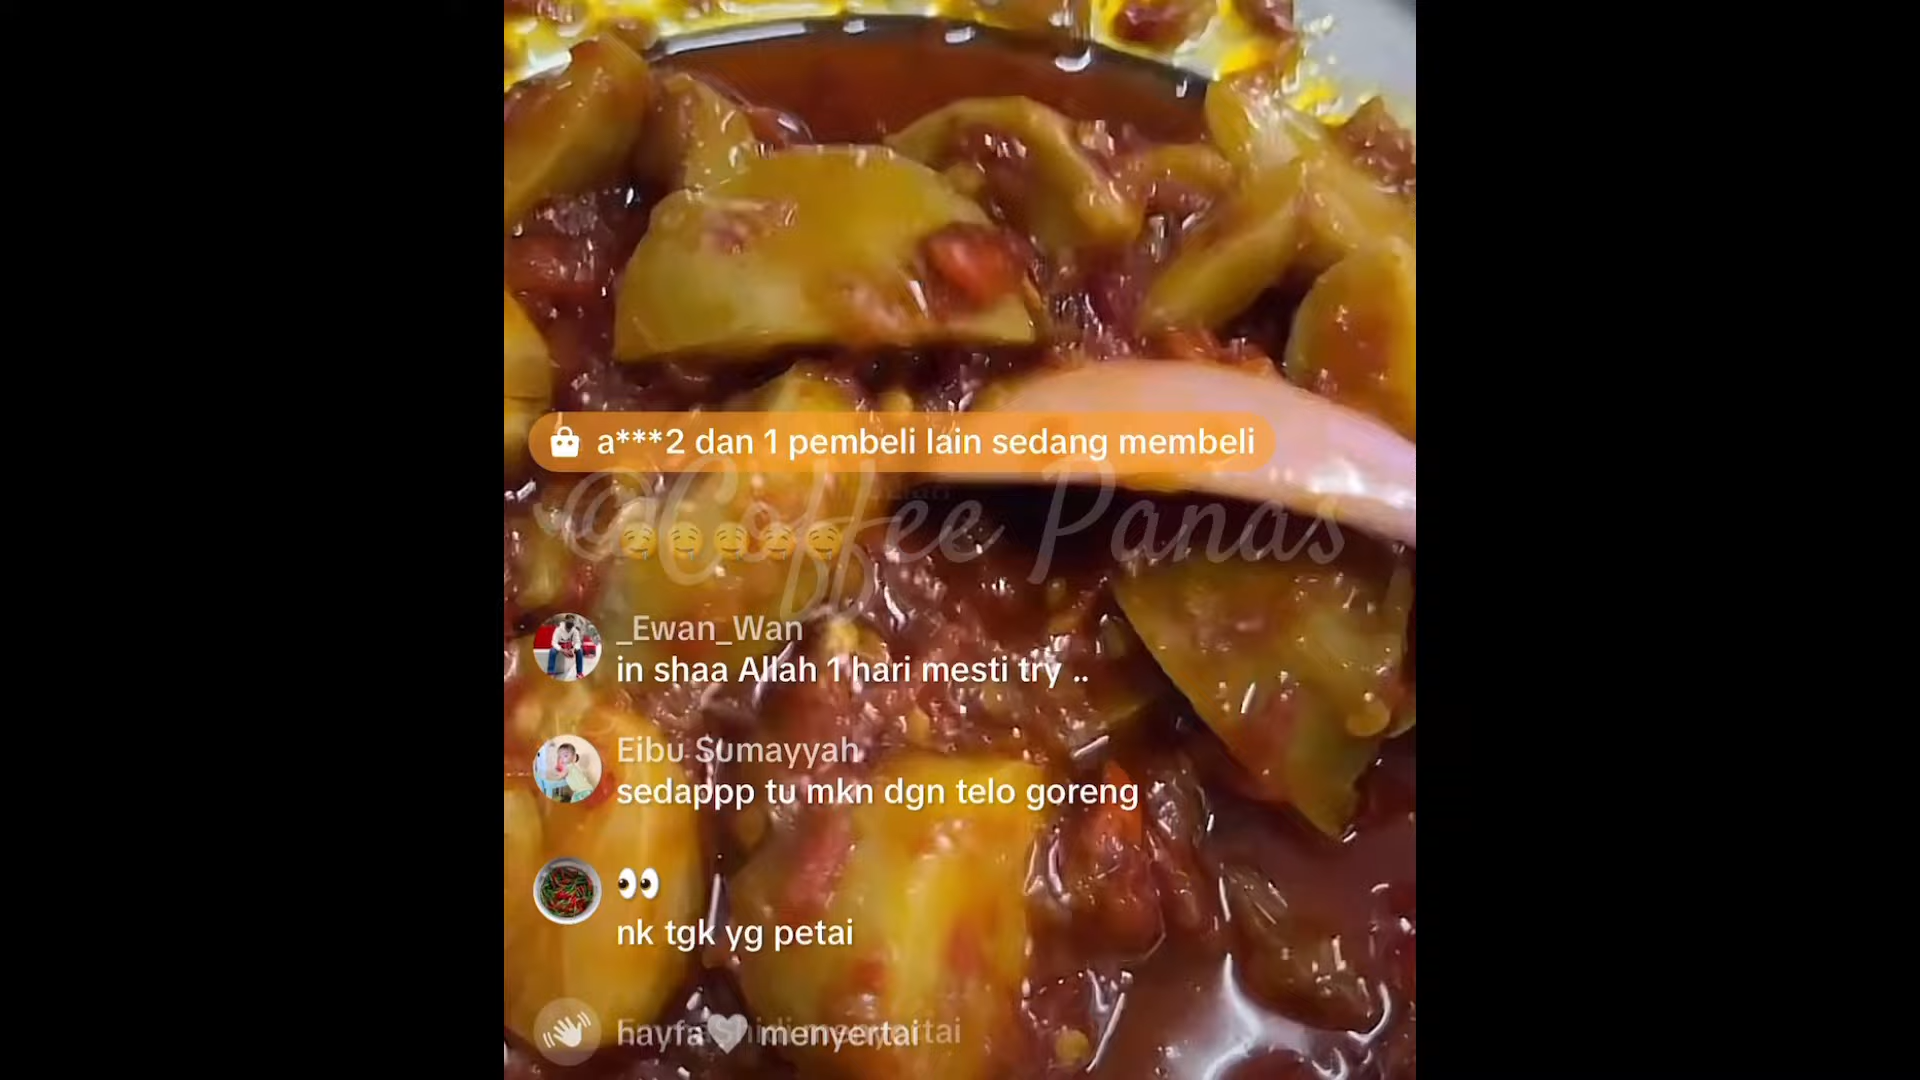 a***2 dan 1 pembeli lain sedang membeli
@Coffee Panas
🤤🤤🤤🤤🤤
_Ewan_Wan
in shaa Allah 1 hari mesti try ..
Eibu Sumayyah
sedappp tu mkn dgn telo goreng
👀
nk tgk yg petai
hayfa🤍 menyertai